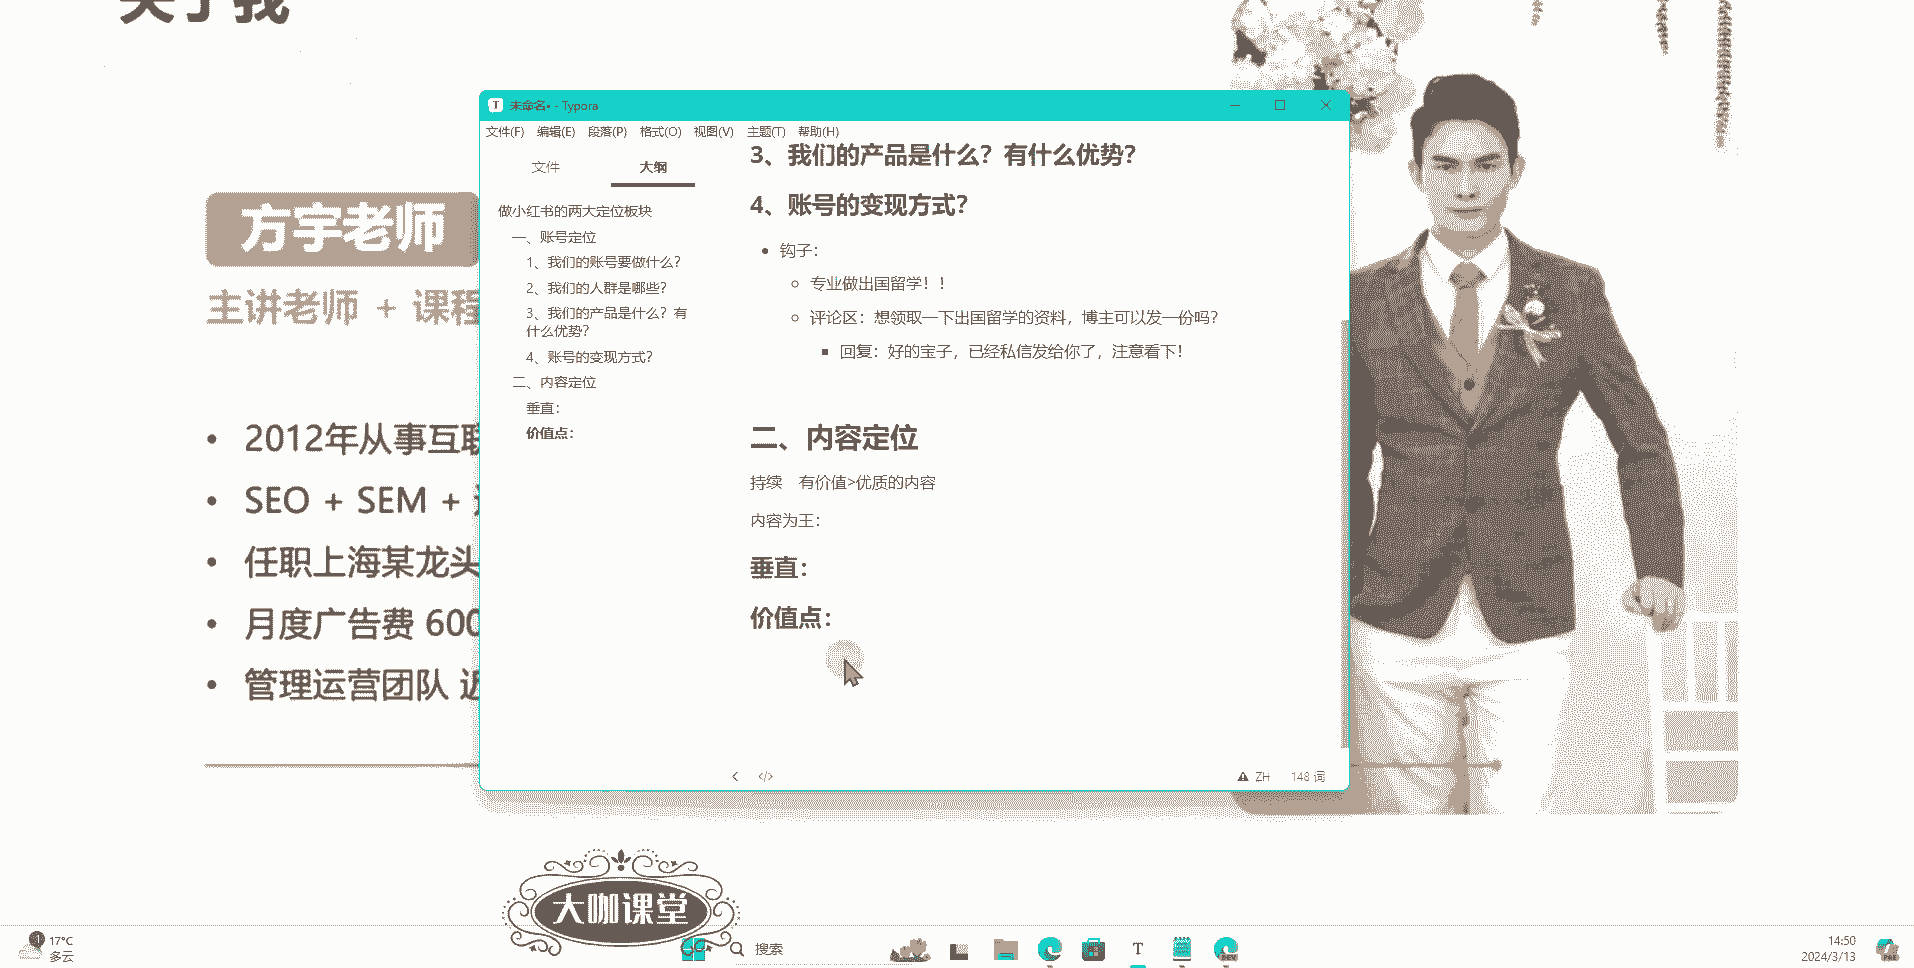 关于我
方宇老师
主讲老师 + 课程
2012年从事互联
SEO + SEM +
任职上海某龙头
月度广告费 600
管理运营团队 近
未命名• - Typora
文件(F) 编辑(E) 段落(P) 格式(O) 视图(V) 主题(T) 帮助(H)
文件 大纲
做小红书的两大定位板块
一、账号定位
1、我们的账号要做什么？
2、我们的人群是哪些？
3、我们的产品是什么？有
什么优势？
4、账号的变现方式？
二、内容定位
垂直：
价值点：
3、我们的产品是什么？有什么优势？
4、账号的变现方式？
钩子：
专业做出国留学！！
评论区：想领取一下出国留学的资料，博主可以发一份吗？
回复：好的宝子，已经私信发给你了，注意看下！
二、内容定位
持续 有价值>优质的内容
内容为王：
垂直：
价值点：
</> ZH 148 词
大咖课堂
1 17°C
多云
搜索
T
DEV
14:50
2024/3/13
PRE